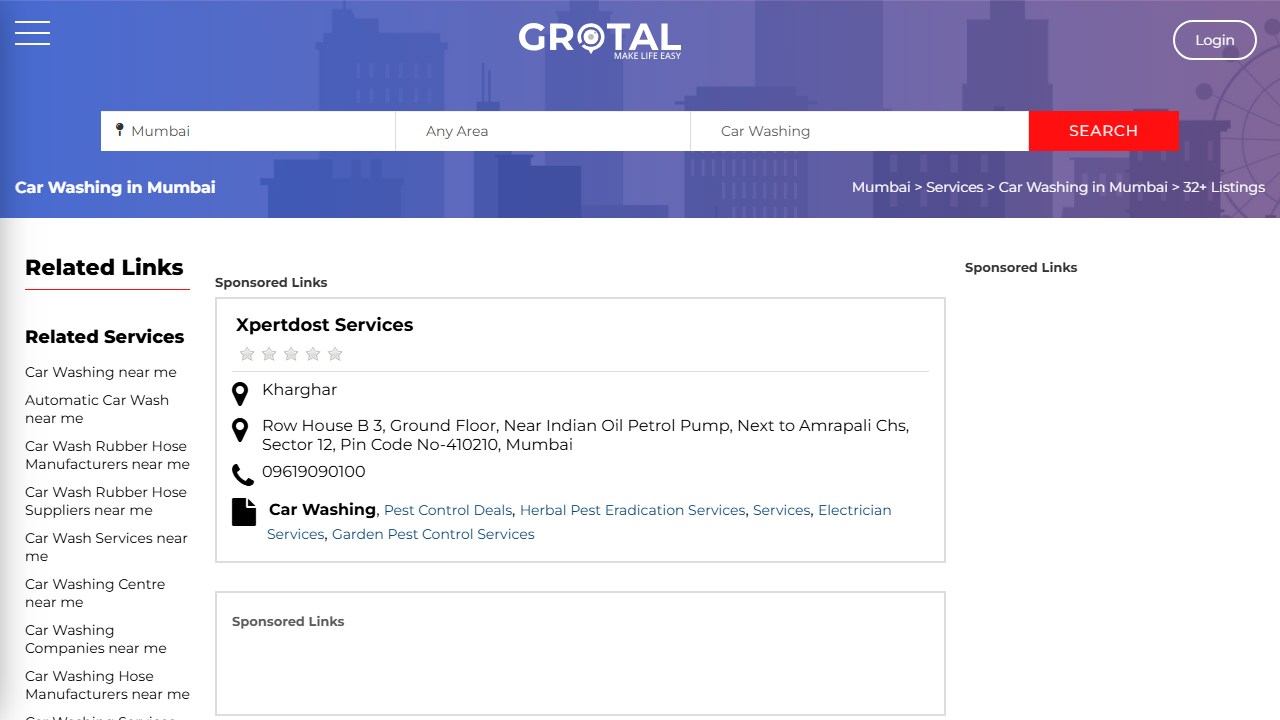 GROTAL
MAKE LIFE EASY
Login
Mumbai
Any Area
Car Washing
SEARCH
Car Washing in Mumbai
Mumbai > Services > Car Washing in Mumbai > 32+ Listings
Related Links
Related Services
Car Washing near me
Automatic Car Wash
near me
Car Wash Rubber Hose
Manufacturers near me
Car Wash Rubber Hose
Suppliers near me
Car Wash Services near
me
Car Washing Centre
near me
Car Washing
Companies near me
Car Washing Hose
Manufacturers near me
Car Washing Services
Sponsored Links
Xpertdost Services
Kharghar
Row House B 3, Ground Floor, Near Indian Oil Petrol Pump, Next to Amrapali Chs,
Sector 12, Pin Code No-410210, Mumbai
09619090100
Car Washing, Pest Control Deals, Herbal Pest Eradication Services, Services, Electrician
Services, Garden Pest Control Services
Sponsored Links
Sponsored Links